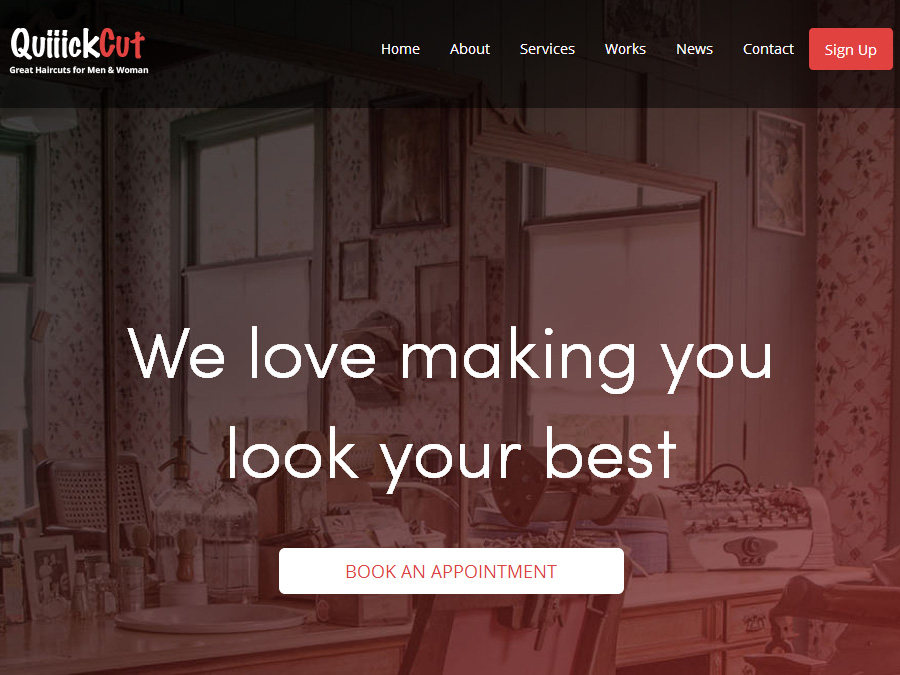 QuiiickCut
Great Haircuts for Men & Woman
Home About Services Works News Contact Sign Up
We love making you
look your best
BOOK AN APPOINTMENT